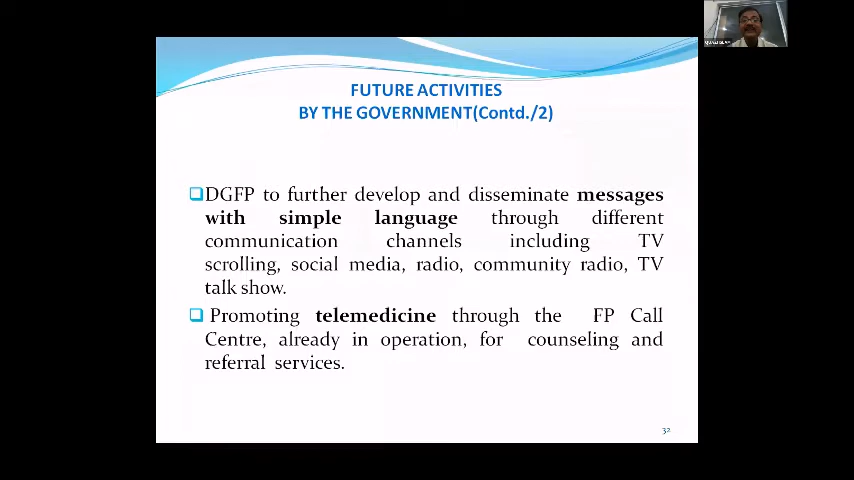 FUTURE ACTIVITIES
BY THE GOVERNMENT(Contd./2)
❑DGFP to further develop and disseminate messages
with simple language through different
communication channels including TV
scrolling, social media, radio, community radio, TV
talk show.
❑ Promoting telemedicine through the FP Call
Centre, already in operation, for counseling and
referral services.
32